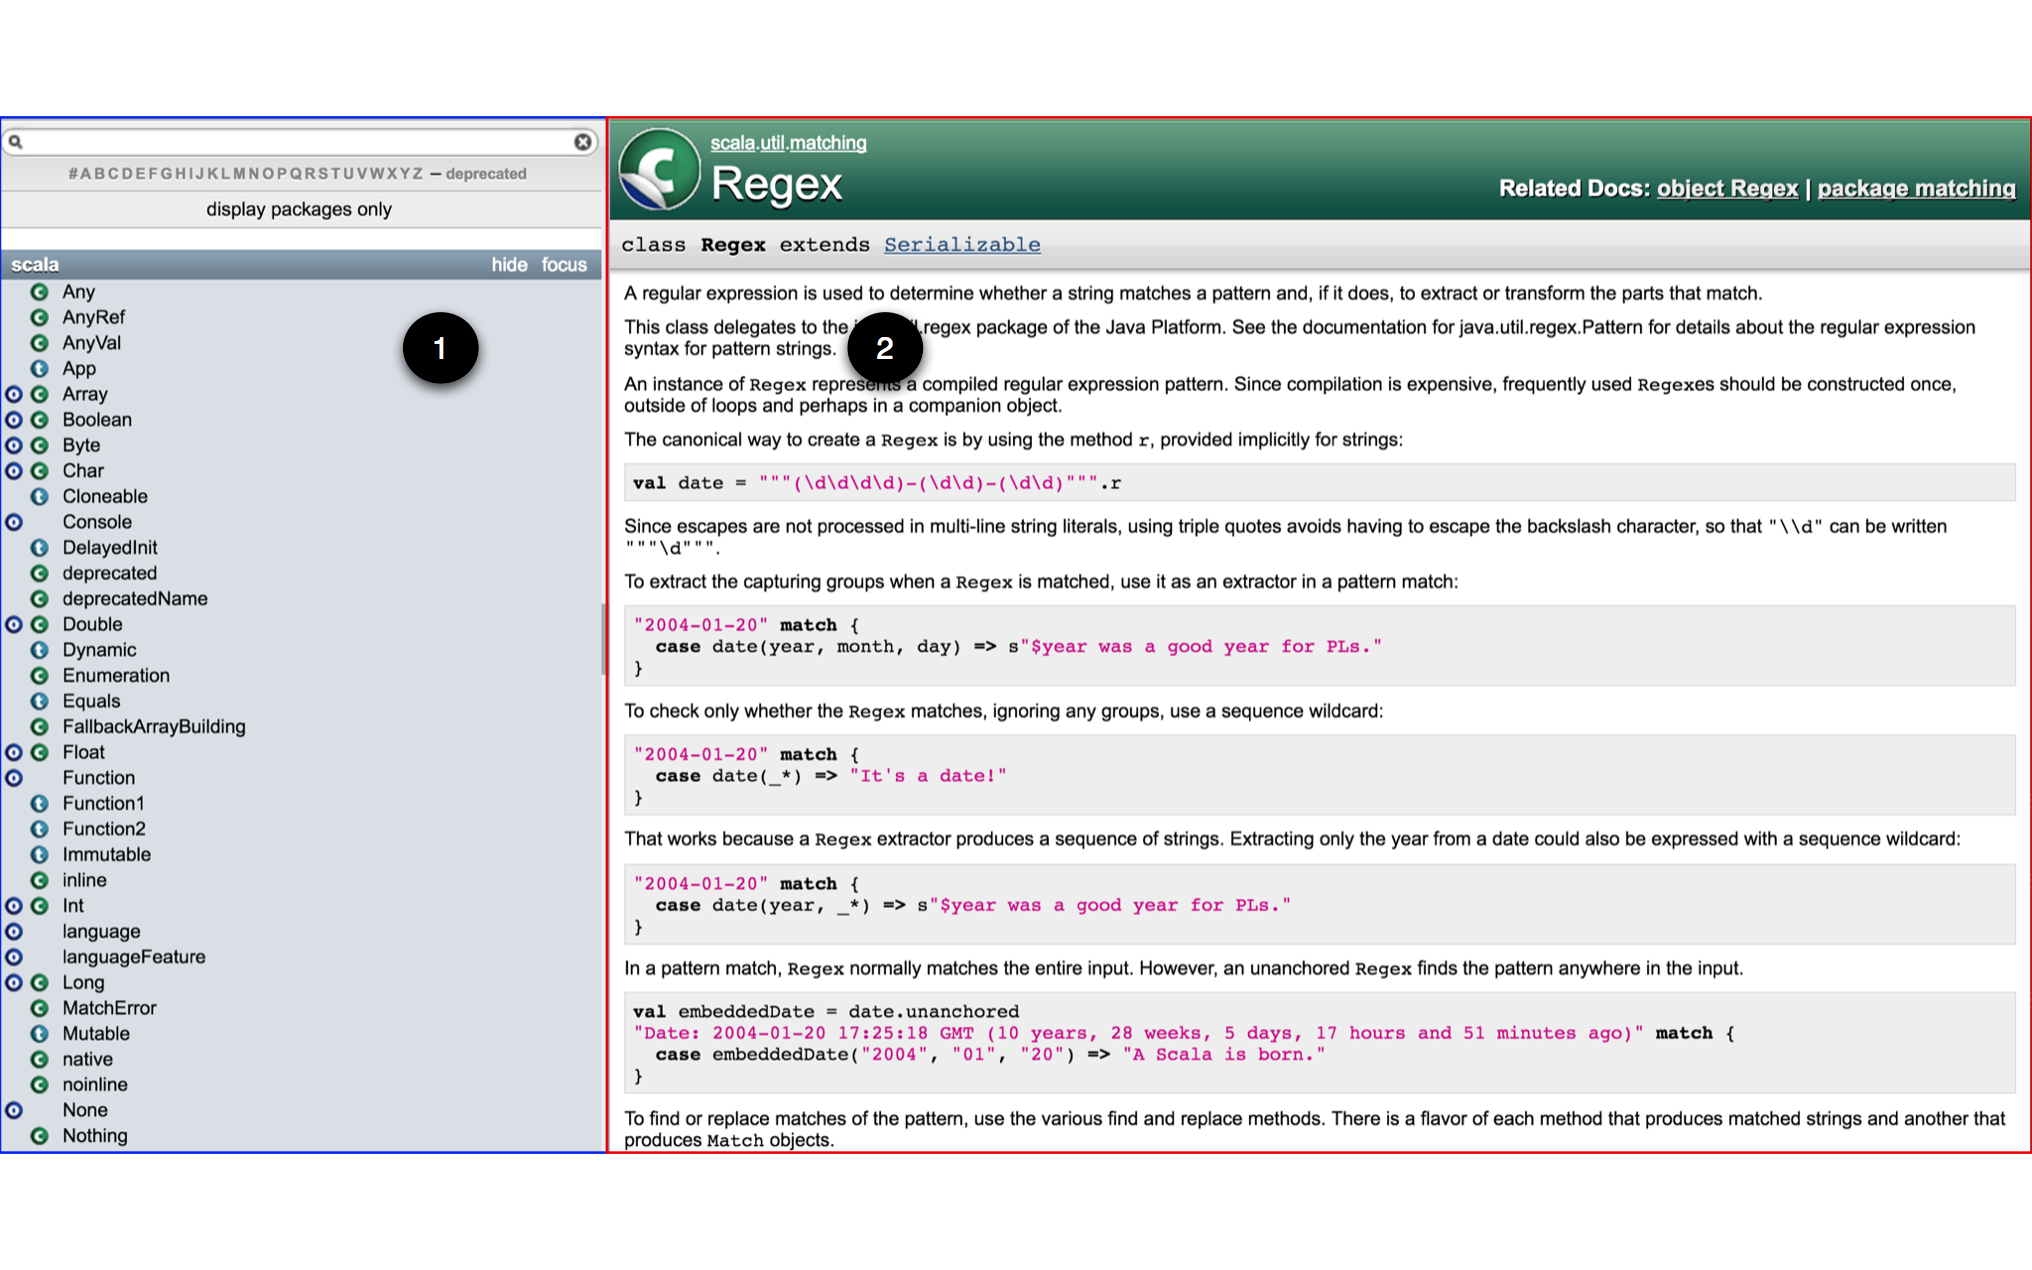 #ABCDEFGHIJKLMNOPQRSTUVWXYZ – deprecated
display packages only
scala hide focus
Any
AnyRef
AnyVal
App
Array
Boolean
Byte
Char
Cloneable
Console
DelayedInit
deprecated
deprecatedName
Double
Dynamic
Enumeration
Equals
FallbackArrayBuilding
Float
Function
Function1
Function2
Immutable
inline
Int
language
languageFeature
Long
MatchError
Mutable
native
noinline
None
Nothing
1
scala.util.matching
Regex
Related Docs: object Regex | package matching
class Regex extends Serializable
A regular expression is used to determine whether a string matches a pattern and, if it does, to extract or transform the parts that match.
This class delegates to the .regex package of the Java Platform. See the documentation for java.util.regex.Pattern for details about the regular expression
syntax for pattern strings.
2
An instance of Regex represents a compiled regular expression pattern. Since compilation is expensive, frequently used Regexes should be constructed once,
outside of loops and perhaps in a companion object.
The canonical way to create a Regex is by using the method r, provided implicitly for strings:
val date = """(\d\d\d\d)-(\d\d)-(\d\d)""".r
Since escapes are not processed in multi-line string literals, using triple quotes avoids having to escape the backslash character, so that "\\d" can be written
"""\d""".
To extract the capturing groups when a Regex is matched, use it as an extractor in a pattern match:
"2004-01-20" match {
case date(year, month, day) => s"$year was a good year for PLs."
}
To check only whether the Regex matches, ignoring any groups, use a sequence wildcard:
"2004-01-20" match {
case date(_*) => "It's a date!"
}
That works because a Regex extractor produces a sequence of strings. Extracting only the year from a date could also be expressed with a sequence wildcard:
"2004-01-20" match {
case date(year, _*) => s"$year was a good year for PLs."
}
In a pattern match, Regex normally matches the entire input. However, an unanchored Regex finds the pattern anywhere in the input.
val embeddedDate = date.unanchored
"Date: 2004-01-20 17:25:18 GMT (10 years, 28 weeks, 5 days, 17 hours and 51 minutes ago)" match {
case embeddedDate("2004", "01", "20") => "A Scala is born."
}
To find or replace matches of the pattern, use the various find and replace methods. There is a flavor of each method that produces matched strings and another that
produces Match objects.